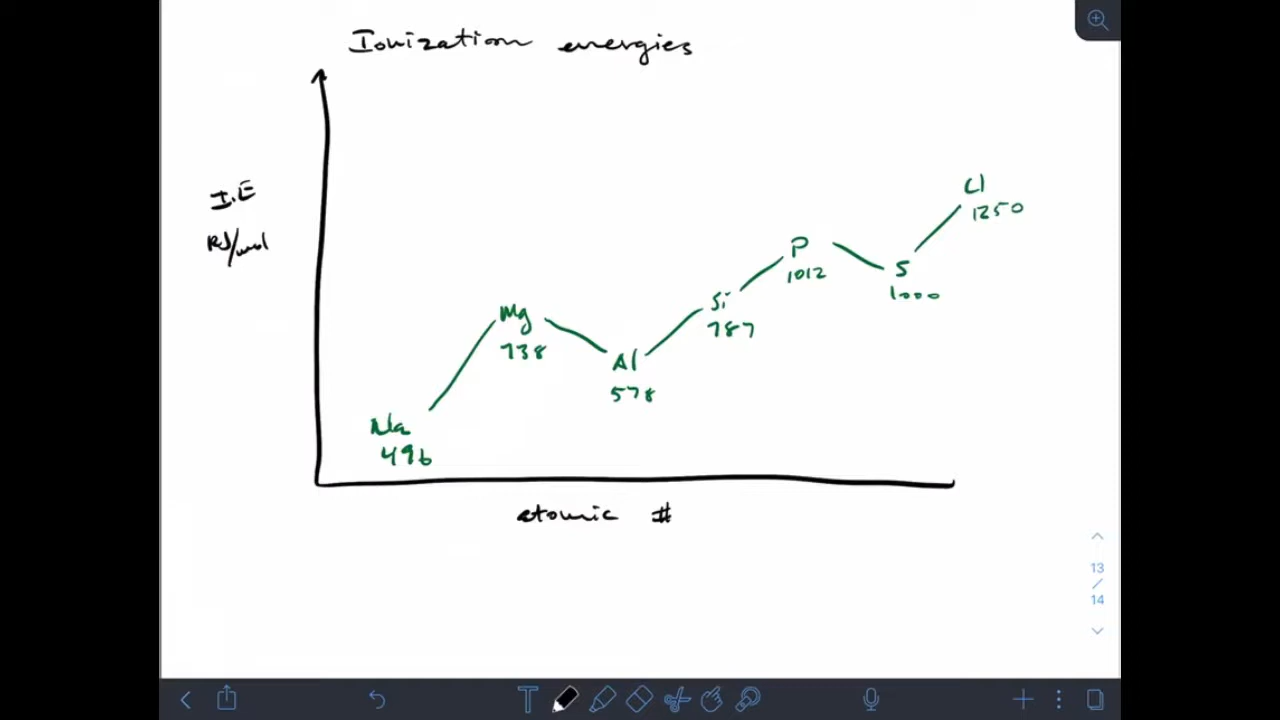 Ionization energies
I.E
KJ/mol
Cl
1250
P
1012
S
1000
Si
787
Mg
738
Al
578
Na
496
atomic #
13
/
14
T